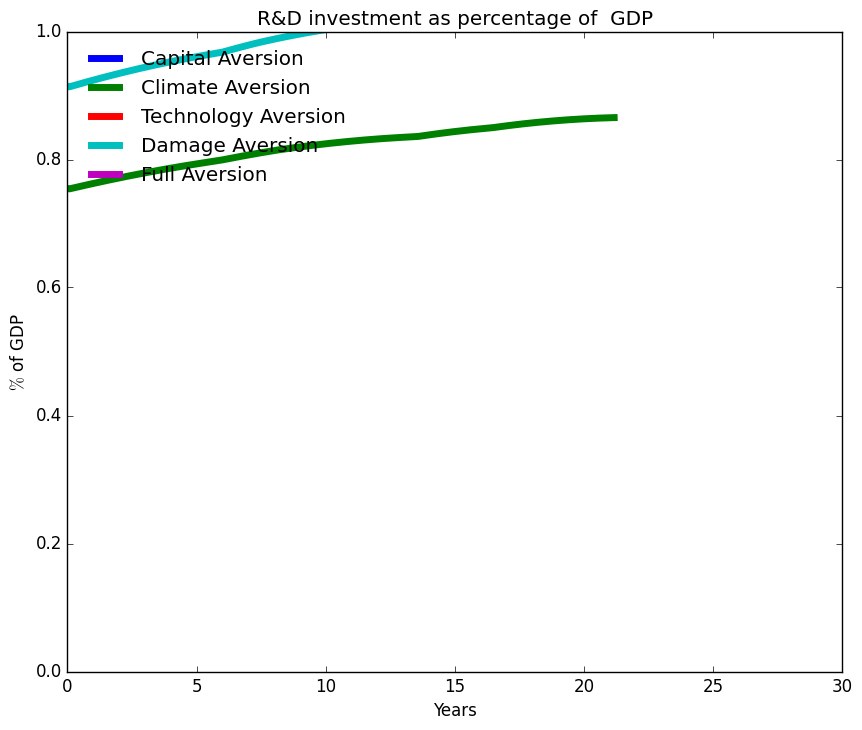 R&D investment as percentage of  GDP
1.0
0.8
0.6
0.4
0.2
0.0
% of GDP
Capital Aversion
Climate Aversion
Technology Aversion
Damage Aversion
Full Aversion
0 5 10 15 20 25 30
Years